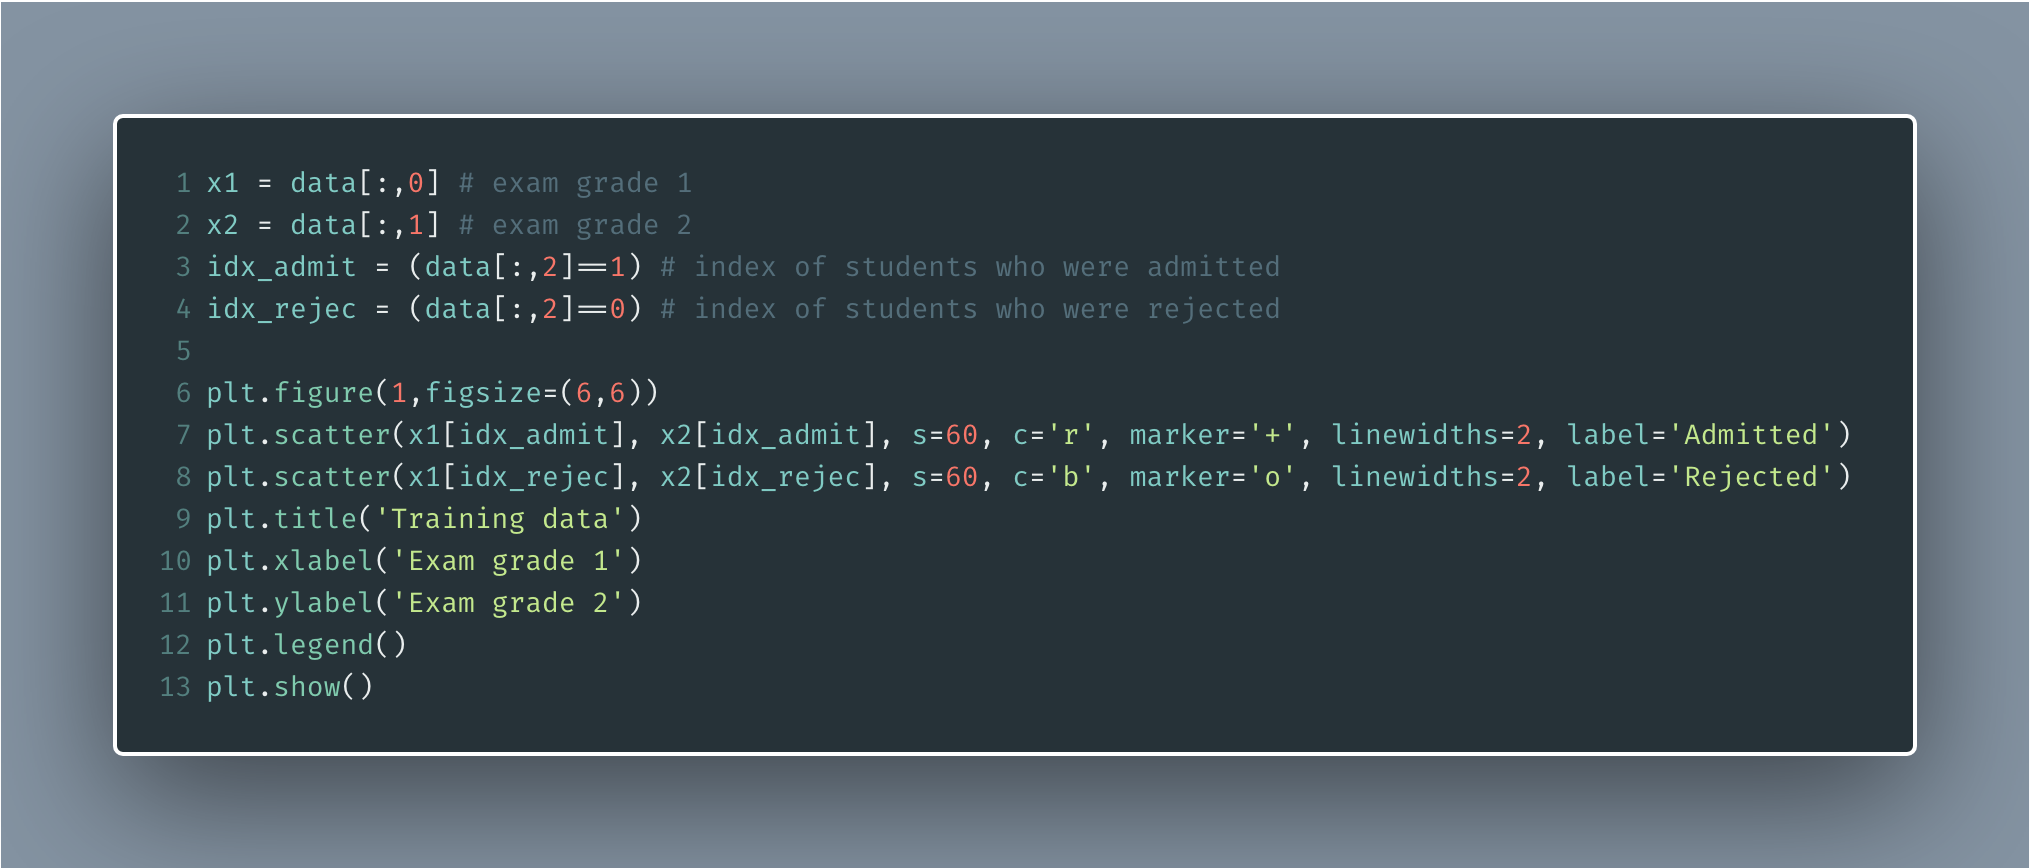 1 x1 = data[:,0] # exam grade 1
2 x2 = data[:,1] # exam grade 2
3 idx_admit = (data[:,2]==1) # index of students who were admitted
4 idx_rejec = (data[:,2]==0) # index of students who were rejected
5
6 plt.figure(1,figsize=(6,6))
7 plt.scatter(x1[idx_admit], x2[idx_admit], s=60, c='r', marker='+', linewidths=2, label='Admitted')
8 plt.scatter(x1[idx_rejec], x2[idx_rejec], s=60, c='b', marker='o', linewidths=2, label='Rejected')
9 plt.title('Training data')
10 plt.xlabel('Exam grade 1')
11 plt.ylabel('Exam grade 2')
12 plt.legend()
13 plt.show()